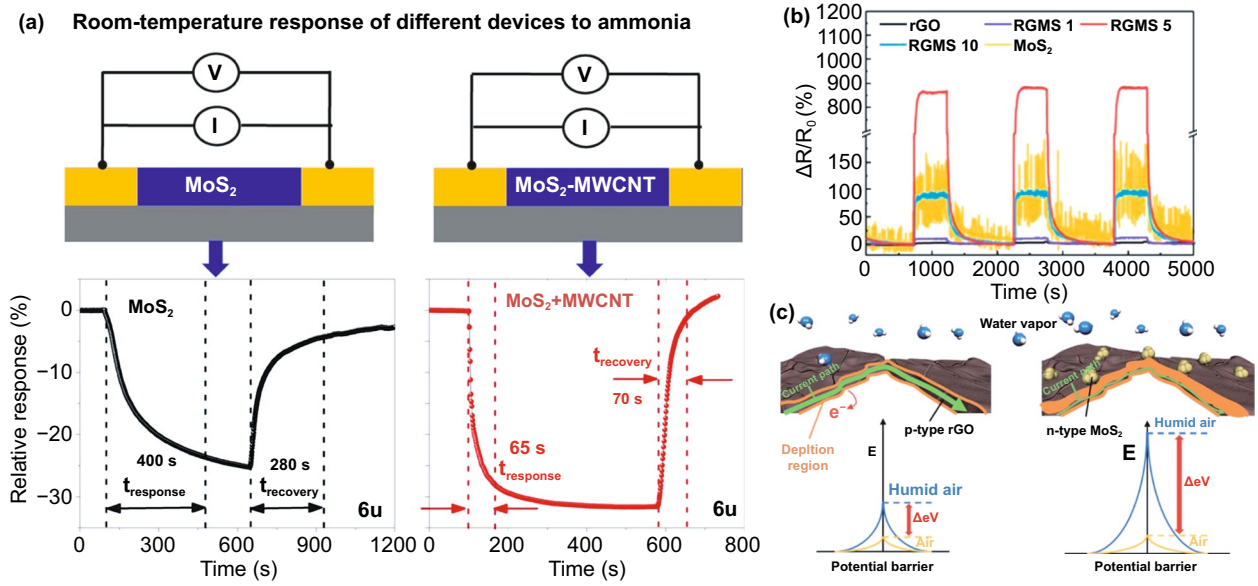 (a) Room-temperature response of different devices to ammonia
V
I
MoS₂
V
I
MoS₂-MWCNT
Relative response (%)
0
−10
−20
−30
MoS₂
400 s
t_response
280 s
t_recovery
6u
0
300
600
900
1200
Time (s)
MoS₂+MWCNT
t_recovery
70 s
65 s
t_response
6u
0
200
400
600
800
Time (s)
(b)
rGO
RGMS 1
RGMS 5
RGMS 10
MoS₂
ΔR/R₀ (%)
1200
1100
1000
900
800
150
100
50
0
0
1000
2000
3000
4000
5000
Time (s)
(c)
Water vapor
Current path
e⁻
p-type rGO
Depltion
region
E
Humid air
ΔeV
Air
Potential barrier
Current path
n-type MoS₂
Humid air
E
ΔeV
Air
Potential barrier